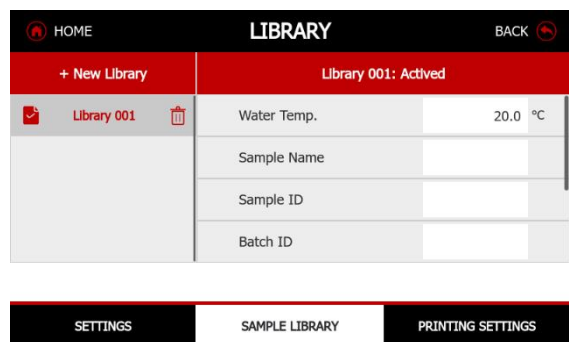 HOME LIBRARY BACK
+ New Library Library 001: Actived
Library 001 Water Temp. 20.0 °C
Sample Name
Sample ID
Batch ID
SETTINGS SAMPLE LIBRARY PRINTING SETTINGS